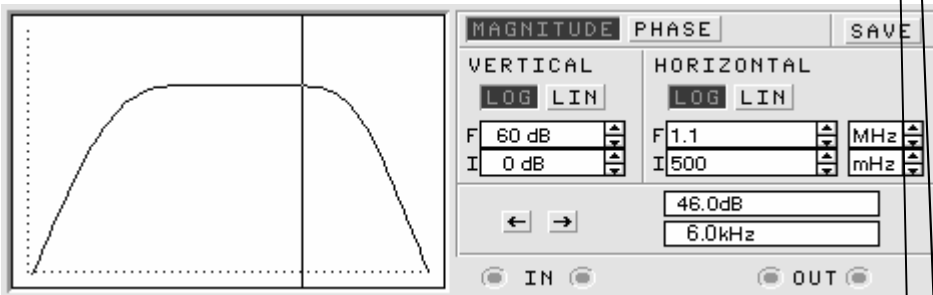 MAGNITUDE PHASE SAVE
VERTICAL HORIZONTAL
LOG LIN LOG LIN
F 60 dB F 1.1 MHz
I 0 dB I 500 mHz
← → 46.0dB
6.0kHz
IN OUT